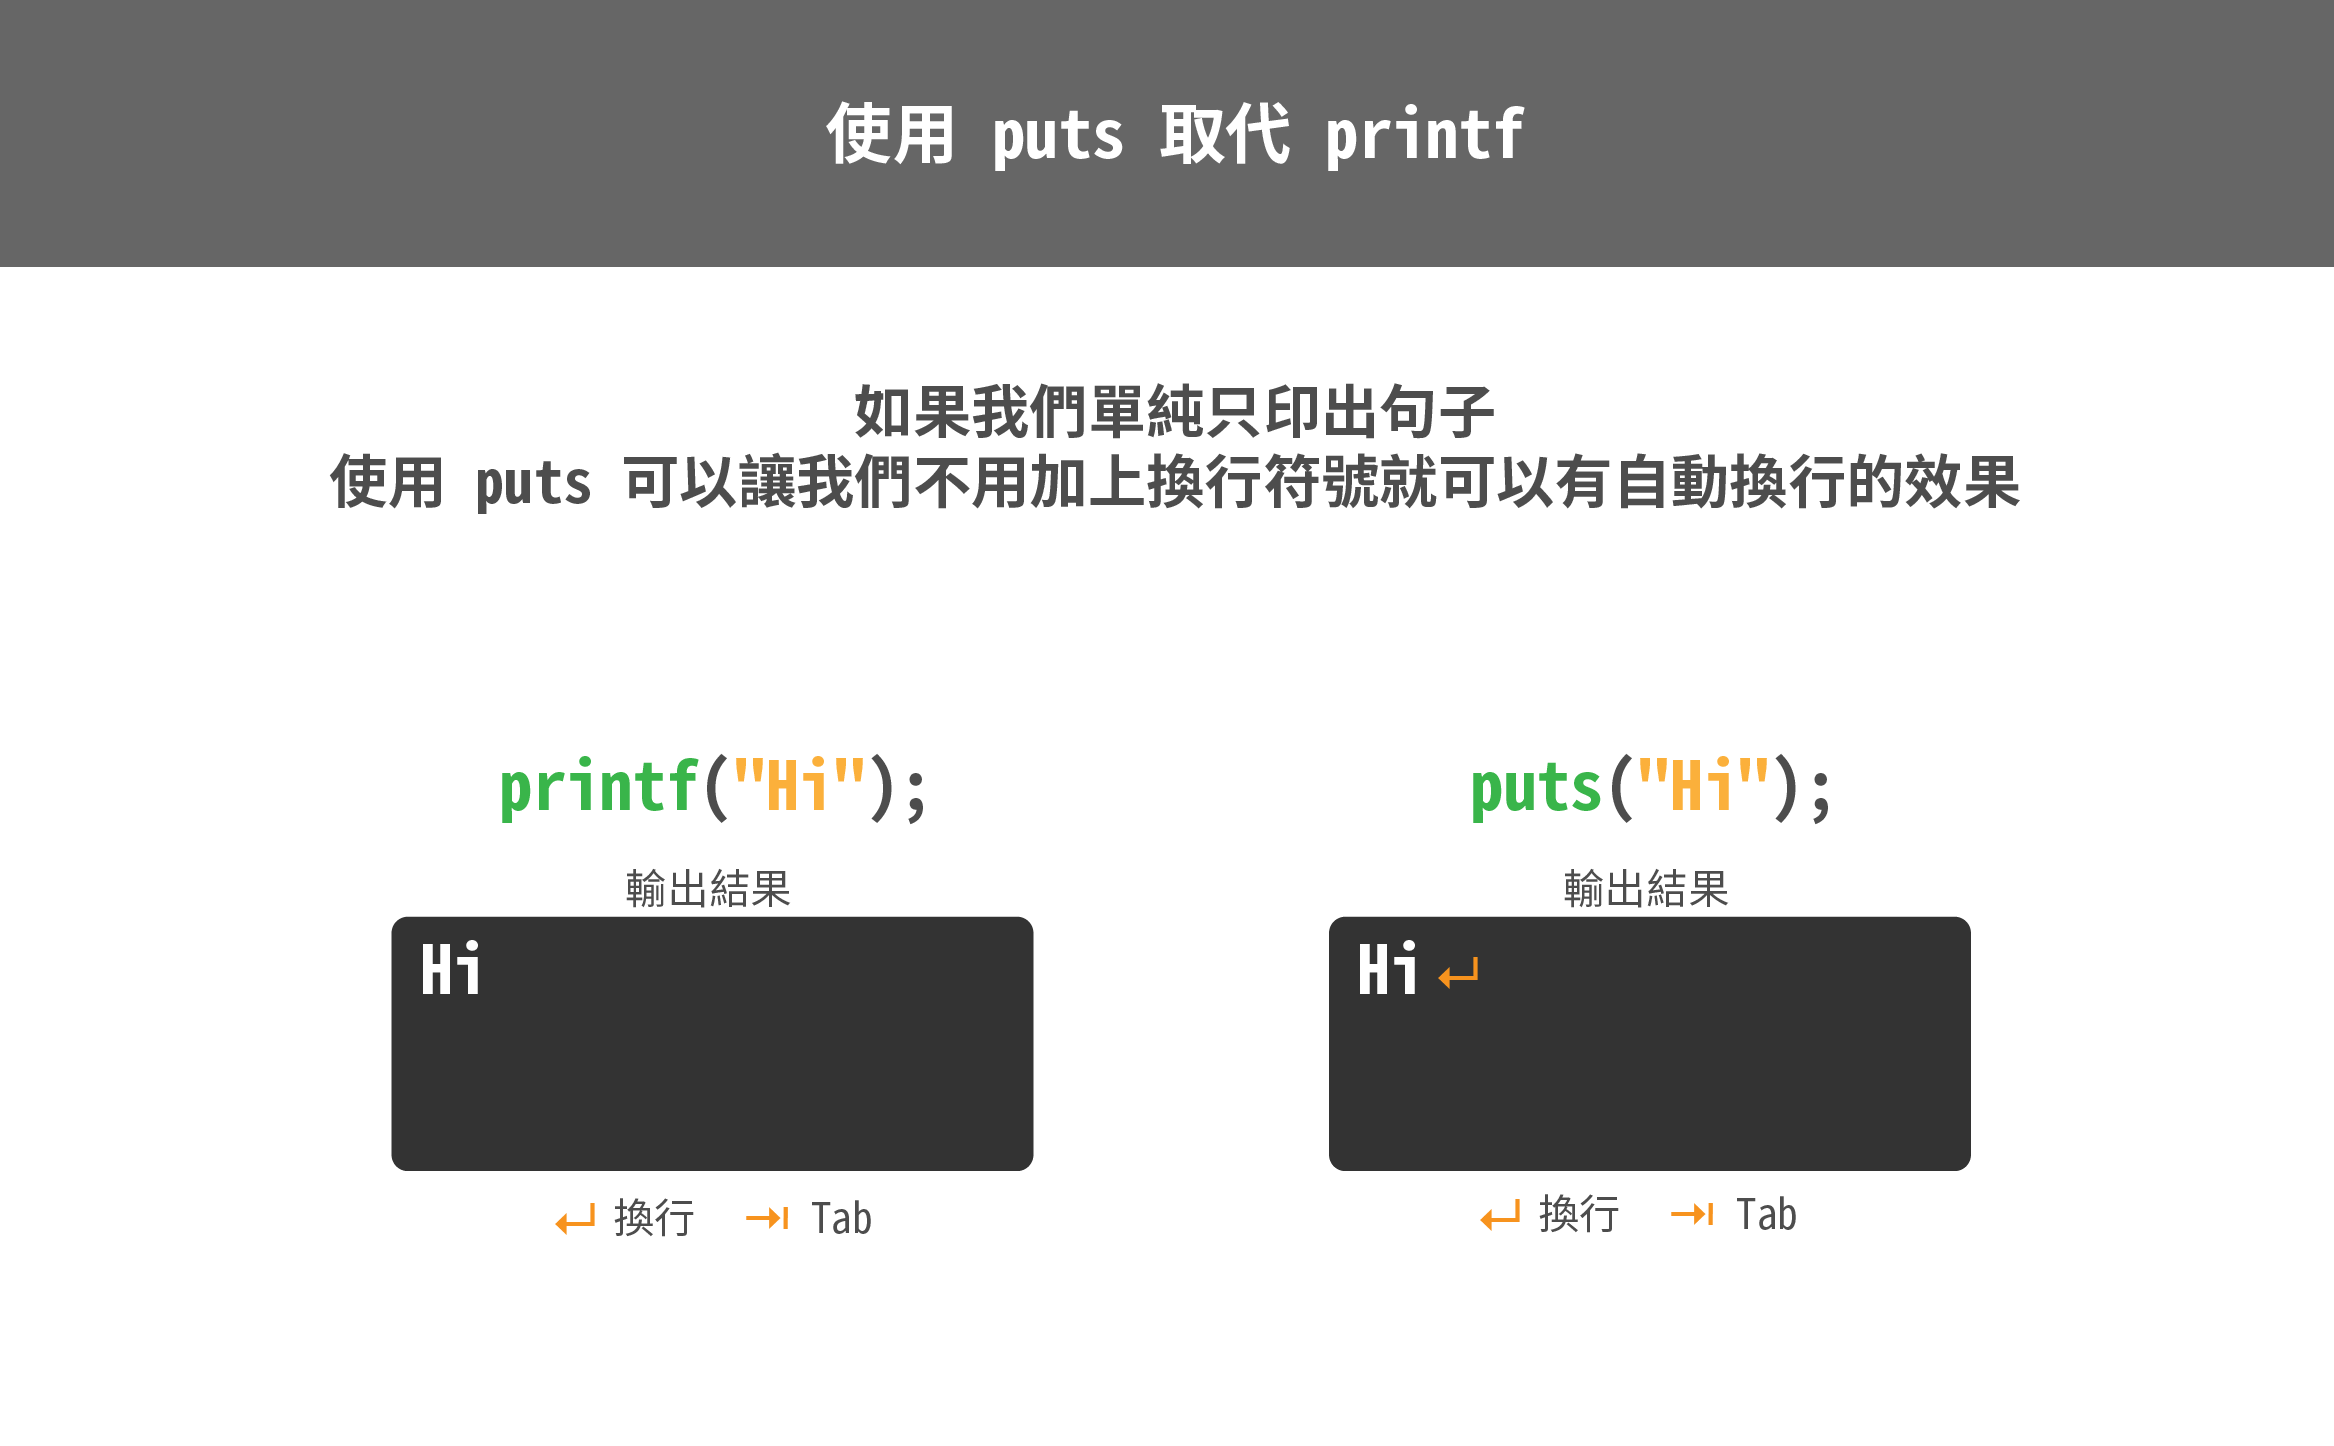 使用 puts 取代 printf
如果我們單純只印出句子
使用 puts 可以讓我們不用加上換行符號就可以有自動換行的效果
printf("Hi");
輸出結果
Hi
換行 Tab
puts("Hi");
輸出結果
Hi ↵
換行 Tab